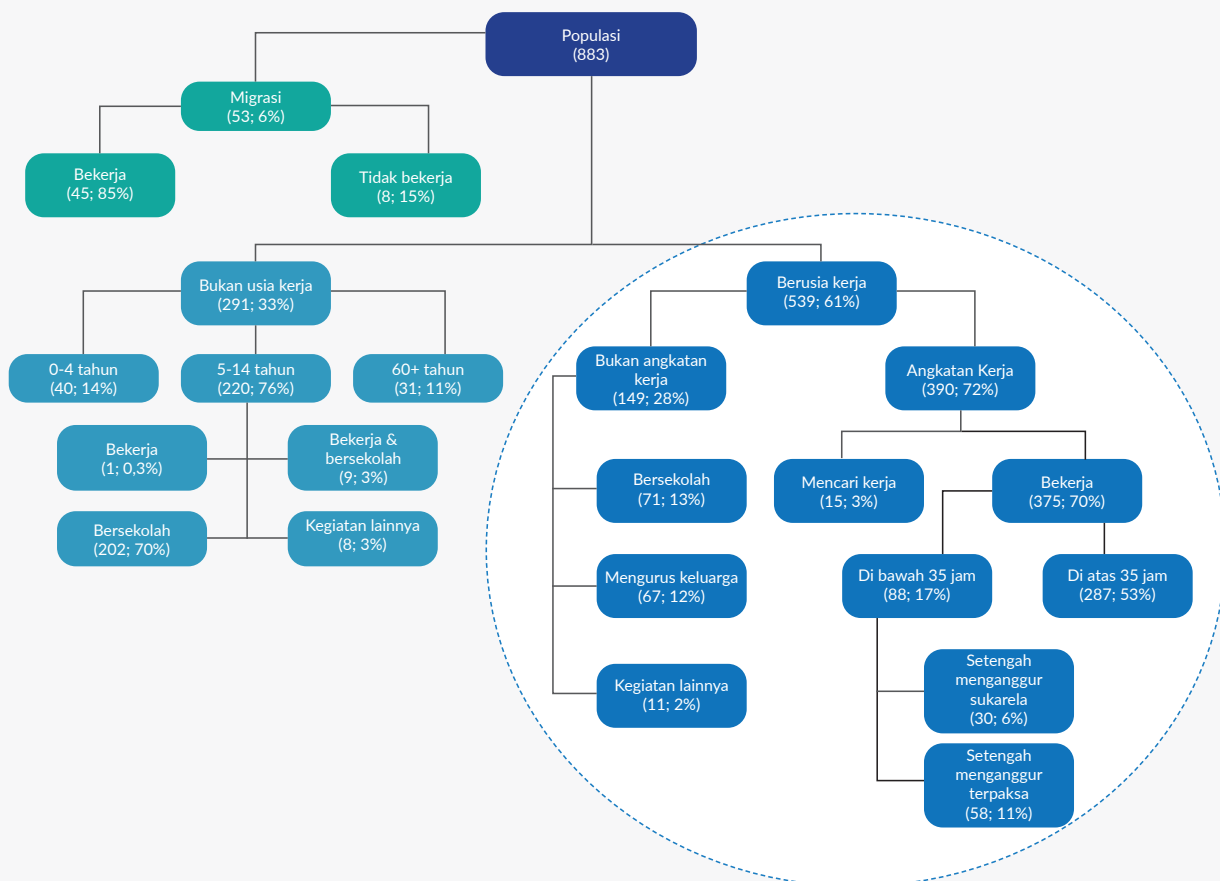 Populasi
(883)
Migrasi
(53; 6%)
Bekerja
(45; 85%)
Tidak bekerja
(8; 15%)
Bukan usia kerja
(291; 33%)
0-4 tahun
(40; 14%)
5-14 tahun
(220; 76%)
60+ tahun
(31; 11%)
Bekerja
(1; 0,3%)
Bekerja &
bersekolah
(9; 3%)
Bersekolah
(202; 70%)
Kegiatan lainnya
(8; 3%)
Berusia kerja
(539; 61%)
Bukan angkatan
kerja
(149; 28%)
Bersekolah
(71; 13%)
Mengurus keluarga
(67; 12%)
Kegiatan lainnya
(11; 2%)
Angkatan Kerja
(390; 72%)
Mencari kerja
(15; 3%)
Bekerja
(375; 70%)
Di bawah 35 jam
(88; 17%)
Di atas 35 jam
(287; 53%)
Setengah
menganggur
sukarela
(30; 6%)
Setengah
menganggur
terpaksa
(58; 11%)